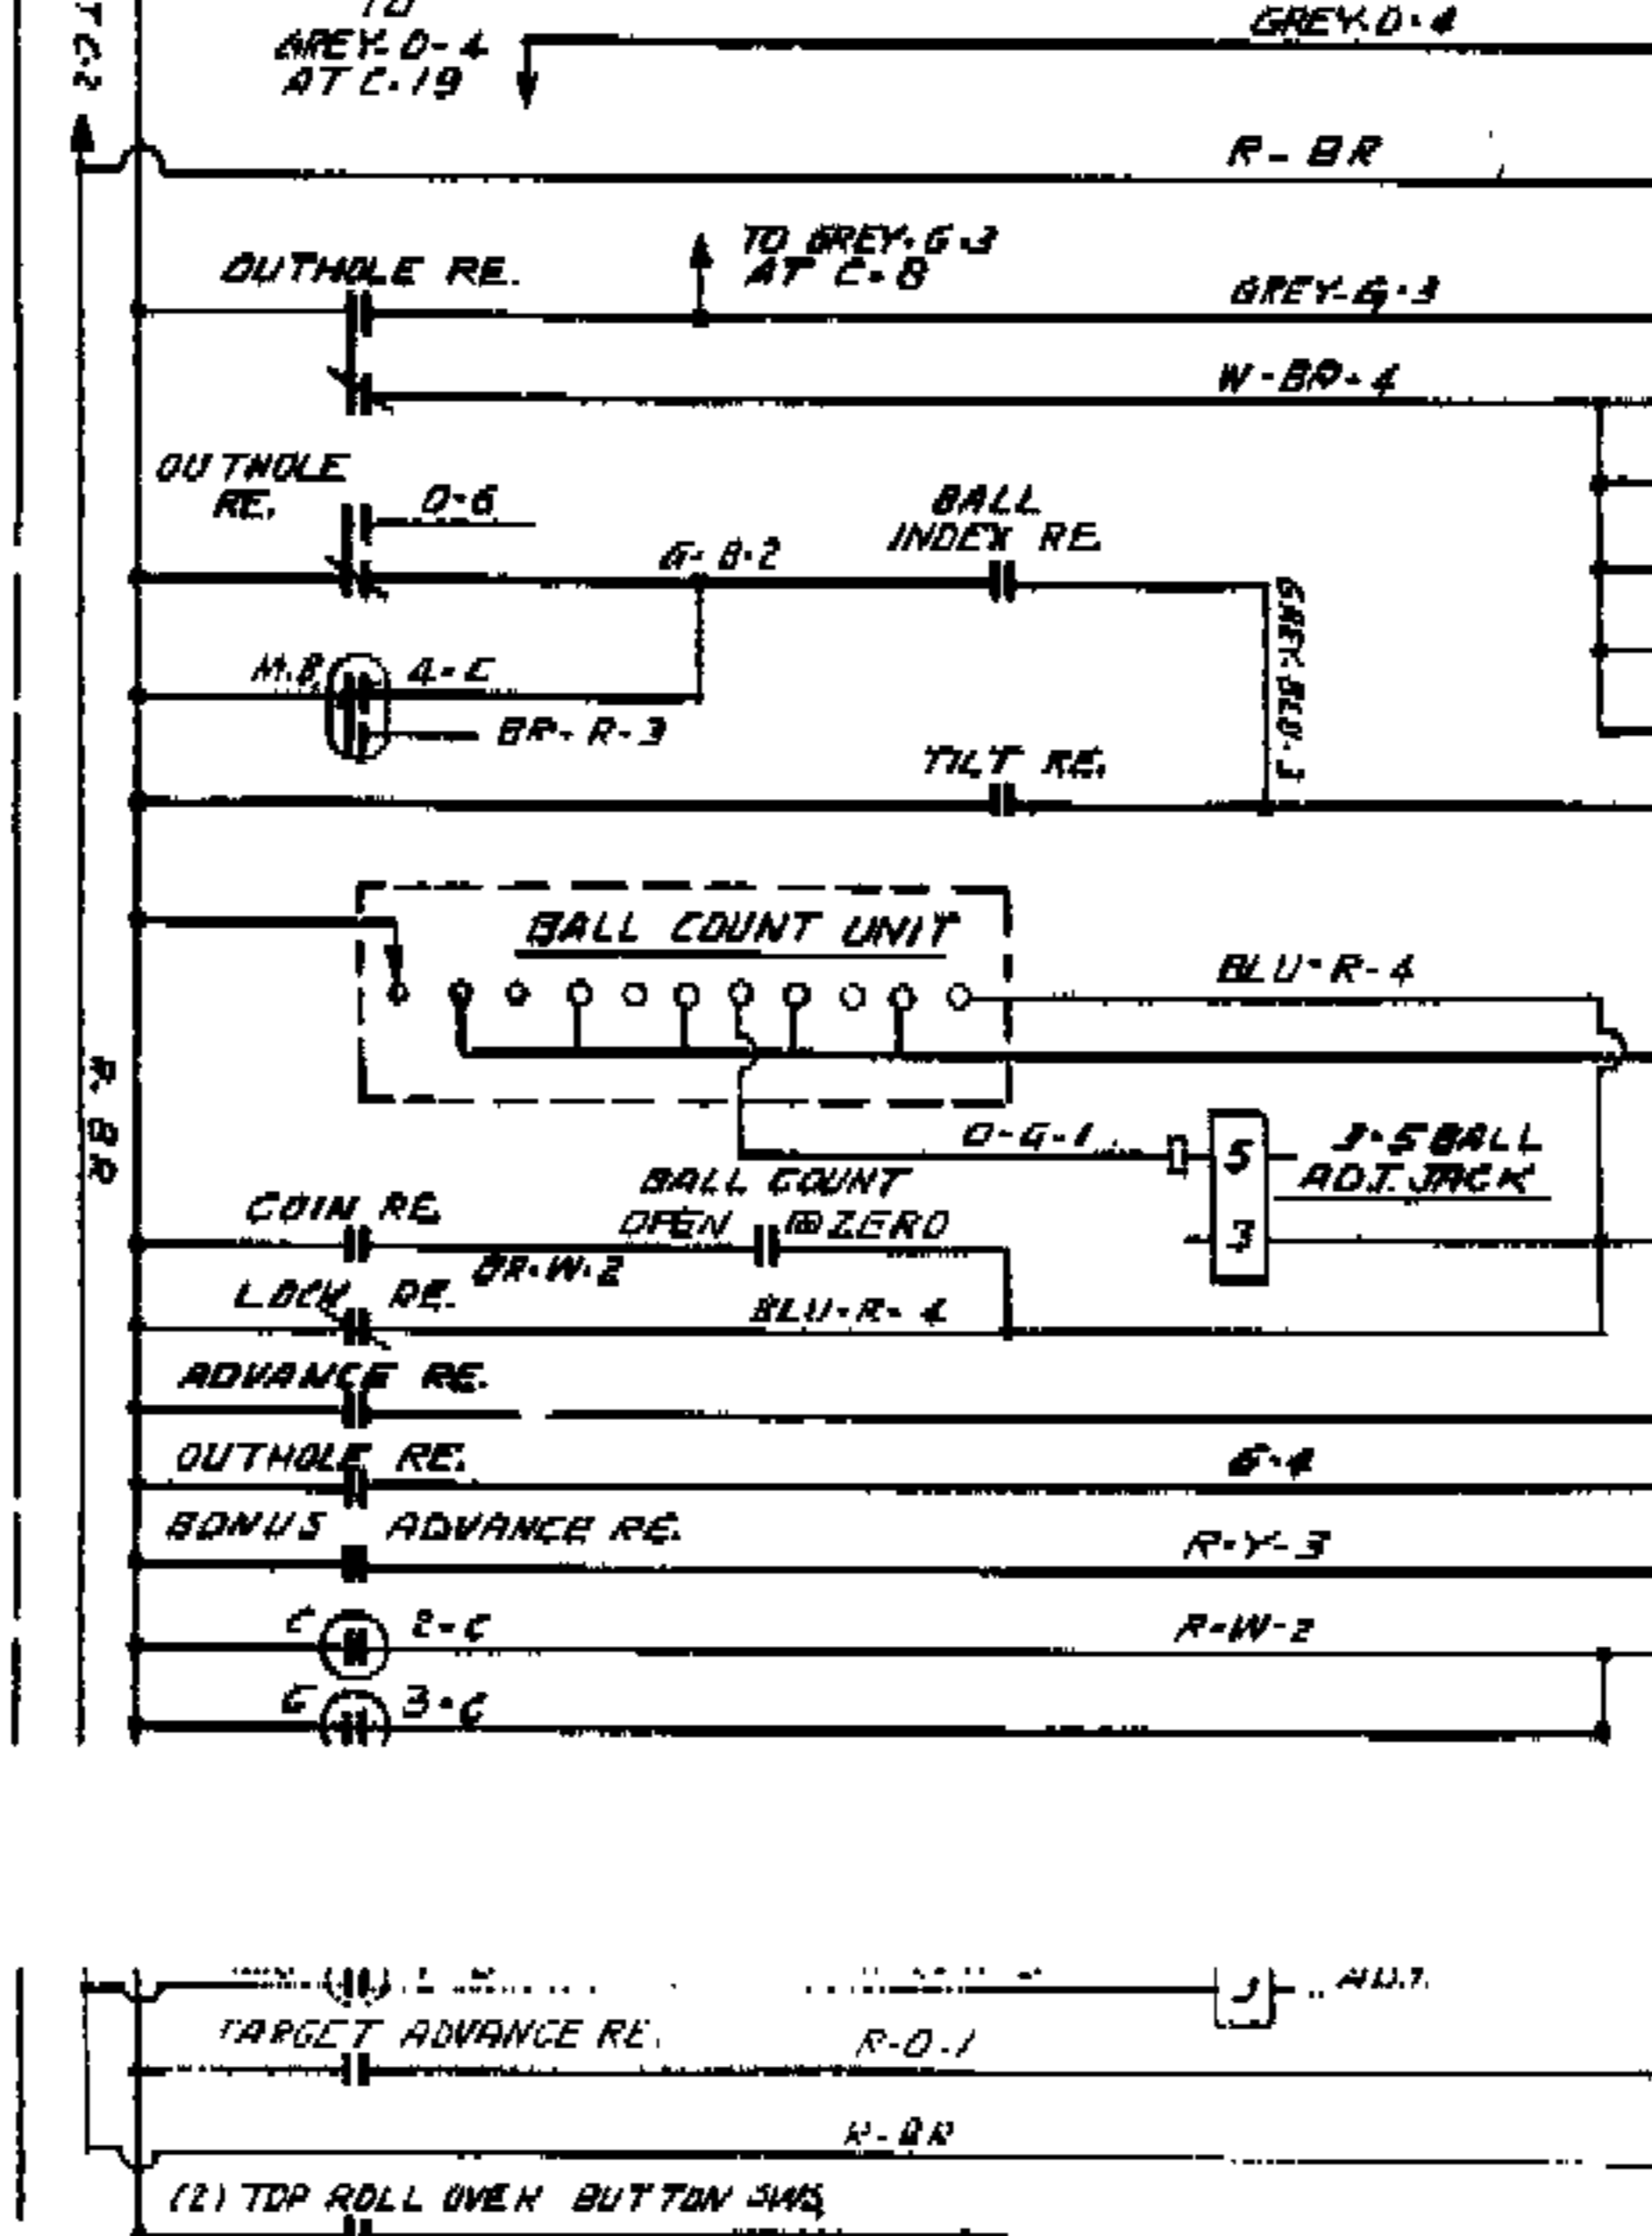 TO
GREY-O-4
AT C-19
GREY-O-4
R-BR
OUTHOLE RE.
TO GREY-G-3
AT C-8
GREY-G-3
W-BR-4
OUTHOLE
RE.
O-6
BALL
INDEX RE.
G-B-2
M.B.
4-C
BR-R-3
GREY-BLU-3
TILT RE.
BALL COUNT UNIT
BLU-R-4
R-BR
O-G-1
5
3-5 BALL
ADJ. JACK
3
COIN RE.
BALL COUNT
OPEN @ ZERO
BR-W-2
LOCK RE.
BLU-R-4
ADVANCE RE.
OUTHOLE RE.
G-4
BONUS ADVANCE RE.
R-Y-3
C
2-C
R-W-2
G
3-C
ADJ.
TARGET ADVANCE RE.
R-O-1
R-BR
(2) TOP ROLL OVER BUTTON SWS.